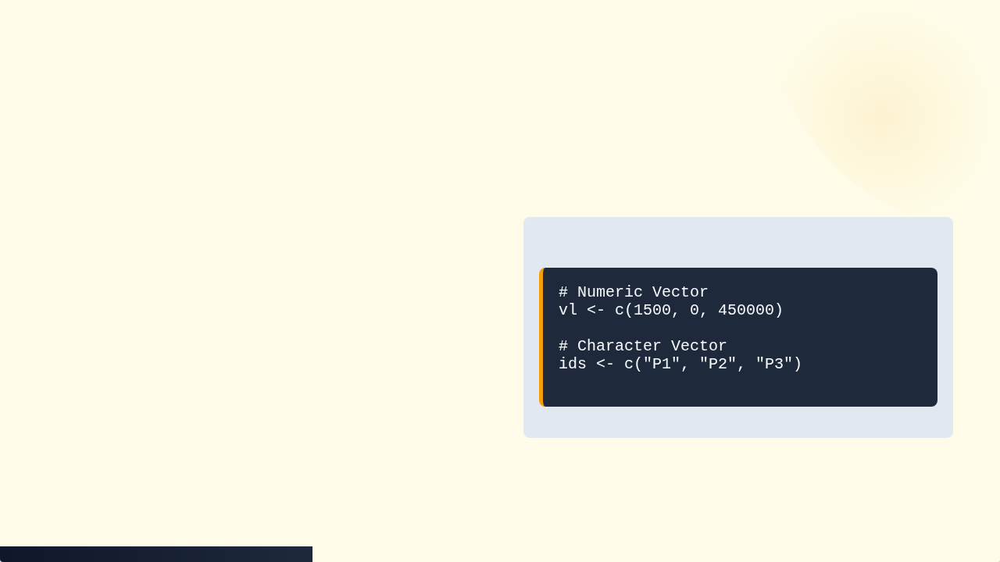 # Numeric Vector
vl <- c(1500, 0, 450000)
# Character Vector
ids <- c("P1", "P2", "P3")